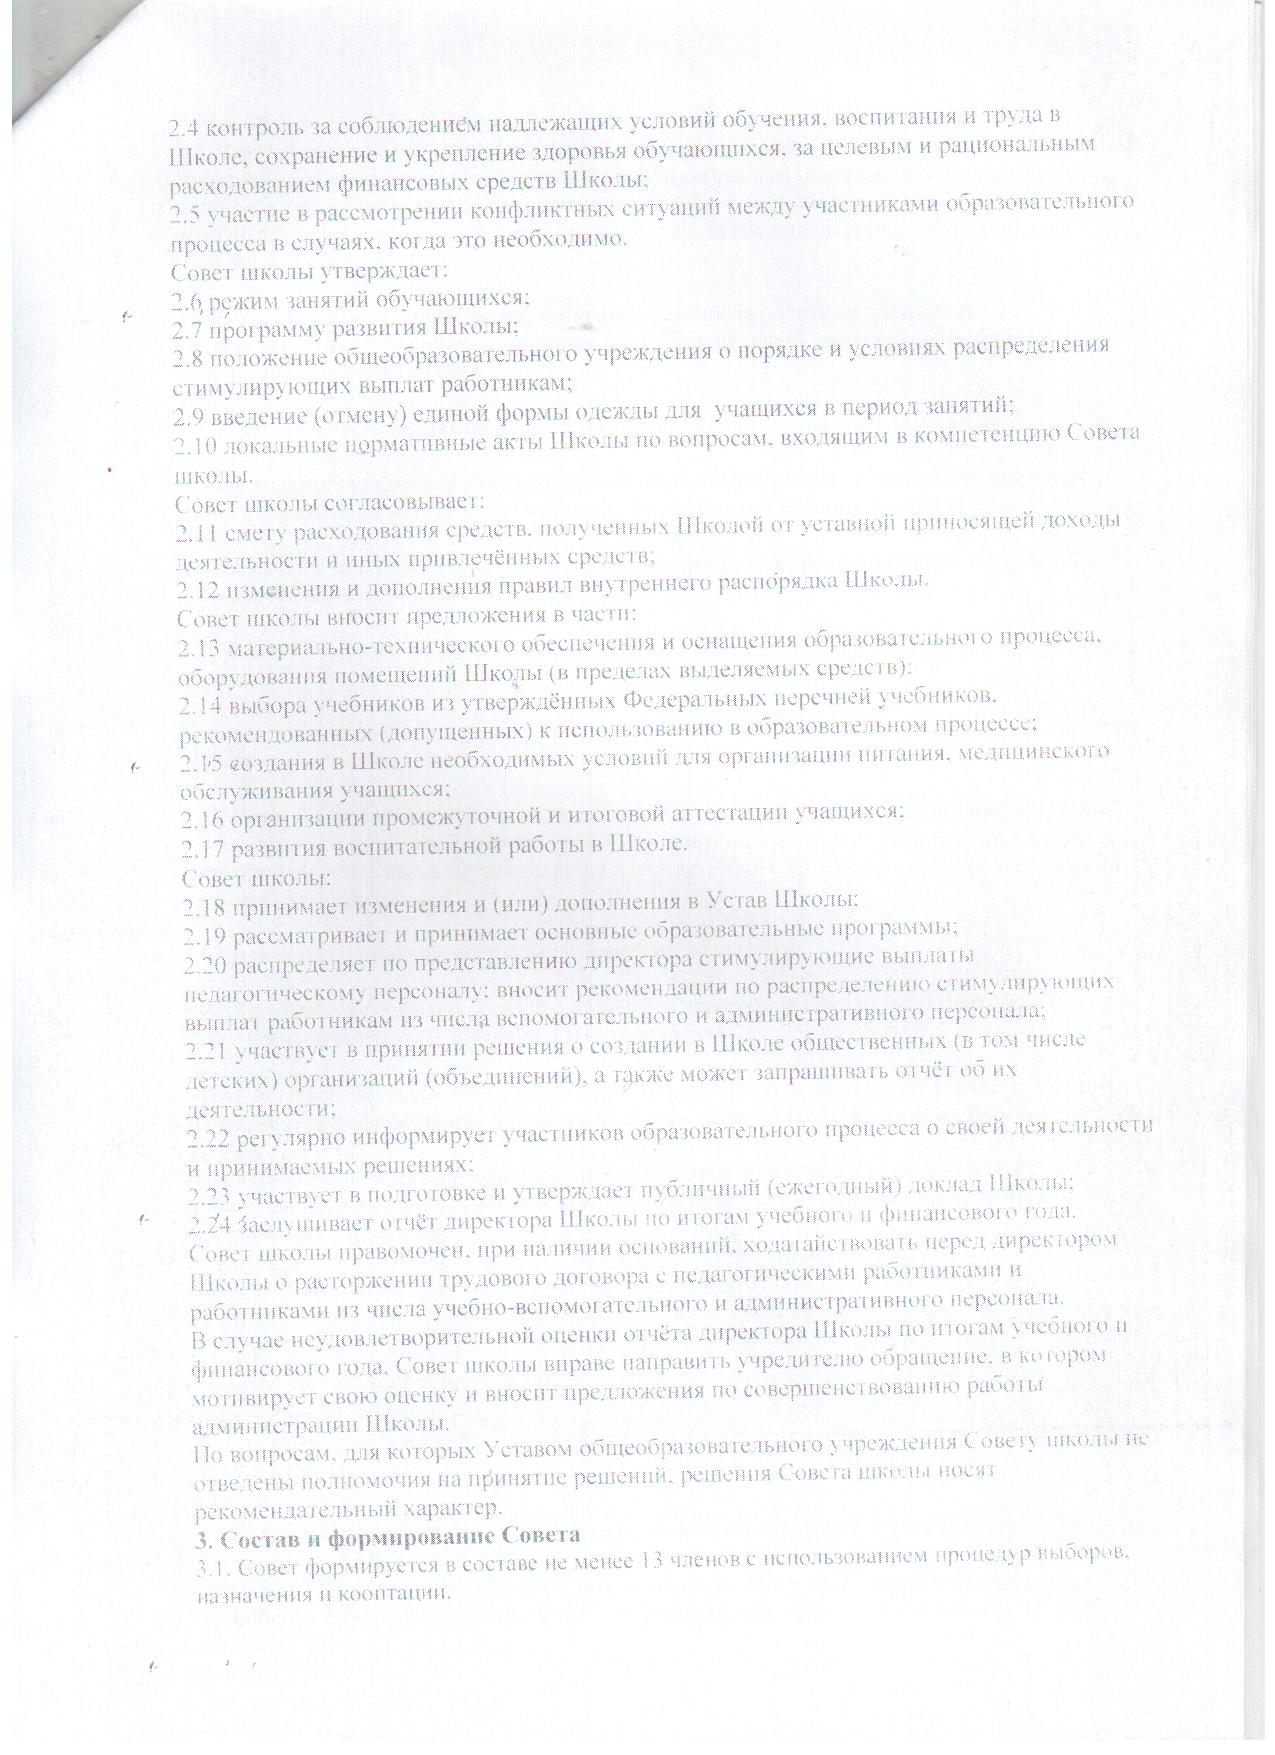 2.4 контроль за соблюдением надлежащих условий обучения, воспитания и труда в
Школе, сохранение и укрепление здоровья обучающихся, за целевым и рациональным
расходованием финансовых средств Школы;
2.5 участие в рассмотрении конфликтных ситуаций между участниками образовательного
процесса в случаях, когда это необходимо.
Совет школы утверждает:
2.6 режим занятий обучающихся;
2.7 программу развития Школы;
2.8 положение общеобразовательного учреждения о порядке и условиях распределения
стимулирующих выплат работникам;
2.9 введение (отмену) единой формы одежды для учащихся в период занятий;
2.10 локальные нормативные акты Школы по вопросам, входящим в компетенцию Совета
школы.
Совет школы согласовывает:
2.11 смету расходования средств, полученных Школой от уставной приносящей доходы
деятельности и иных привлечённых средств;
2.12 изменения и дополнения правил внутреннего распорядка Школы.
Совет школы вносит предложения в части:
2.13 материально-технического обеспечения и оснащения образовательного процесса,
оборудования помещений Школы (в пределах выделяемых средств);
2.14 выбора учебников из утверждённых Федеральных перечней учебников,
рекомендованных (допущенных) к использованию в образовательном процессе;
2.15 создания в Школе необходимых условий для организации питания, медицинского
обслуживания учащихся;
2.16 организации промежуточной и итоговой аттестации учащихся;
2.17 развития воспитательной работы в Школе.
Совет школы:
2.18 принимает изменения и (или) дополнения в Устав Школы;
2.19 рассматривает и принимает основные образовательные программы;
2.20 распределяет по представлению директора стимулирующие выплаты
педагогическому персоналу; вносит рекомендации по распределению стимулирующих
выплат работникам из числа вспомогательного и административного персонала;
2.21 участвует в принятии решения о создании в Школе общественных (в том числе
детских) организаций (объединений), а также может запрашивать отчёт об их
деятельности;
2.22 регулярно информирует участников образовательного процесса о своей деятельности
и принимаемых решениях;
2.23 участвует в подготовке и утверждает публичный (ежегодный) доклад Школы;
2.24 Заслушивает отчёт директора Школы по итогам учебного и финансового года.
Совет школы правомочен, при наличии оснований, ходатайствовать перед директором
Школы о расторжении трудового договора с педагогическими работниками и
работниками из числа учебно-вспомогательного и административного персонала.
В случае неудовлетворительной оценки отчёта директора Школы по итогам учебного и
финансового года, Совет школы вправе направить учредителю обращение, в котором
мотивирует свою оценку и вносит предложения по совершенствованию работы
администрации Школы.
По вопросам, для которых Уставом общеобразовательного учреждения Совету школы не
отведены полномочия на принятие решений, решения Совета школы носят
рекомендательный характер.
3. Состав и формирование Совета
3.1. Совет формируется в составе не менее 13 членов с использованием процедур выборов,
назначения и кооптации.